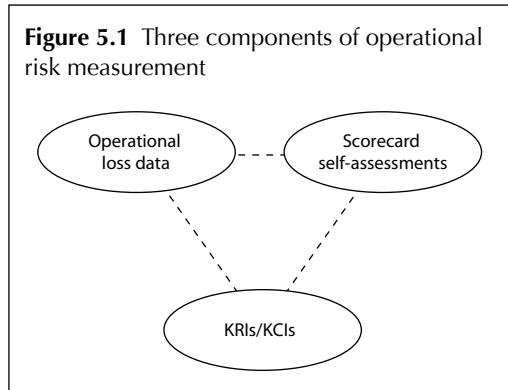 Figure 5.1 Three components of operational
risk measurement
Operational
loss data
Scorecard
self-assessments
KRIs/KCIs